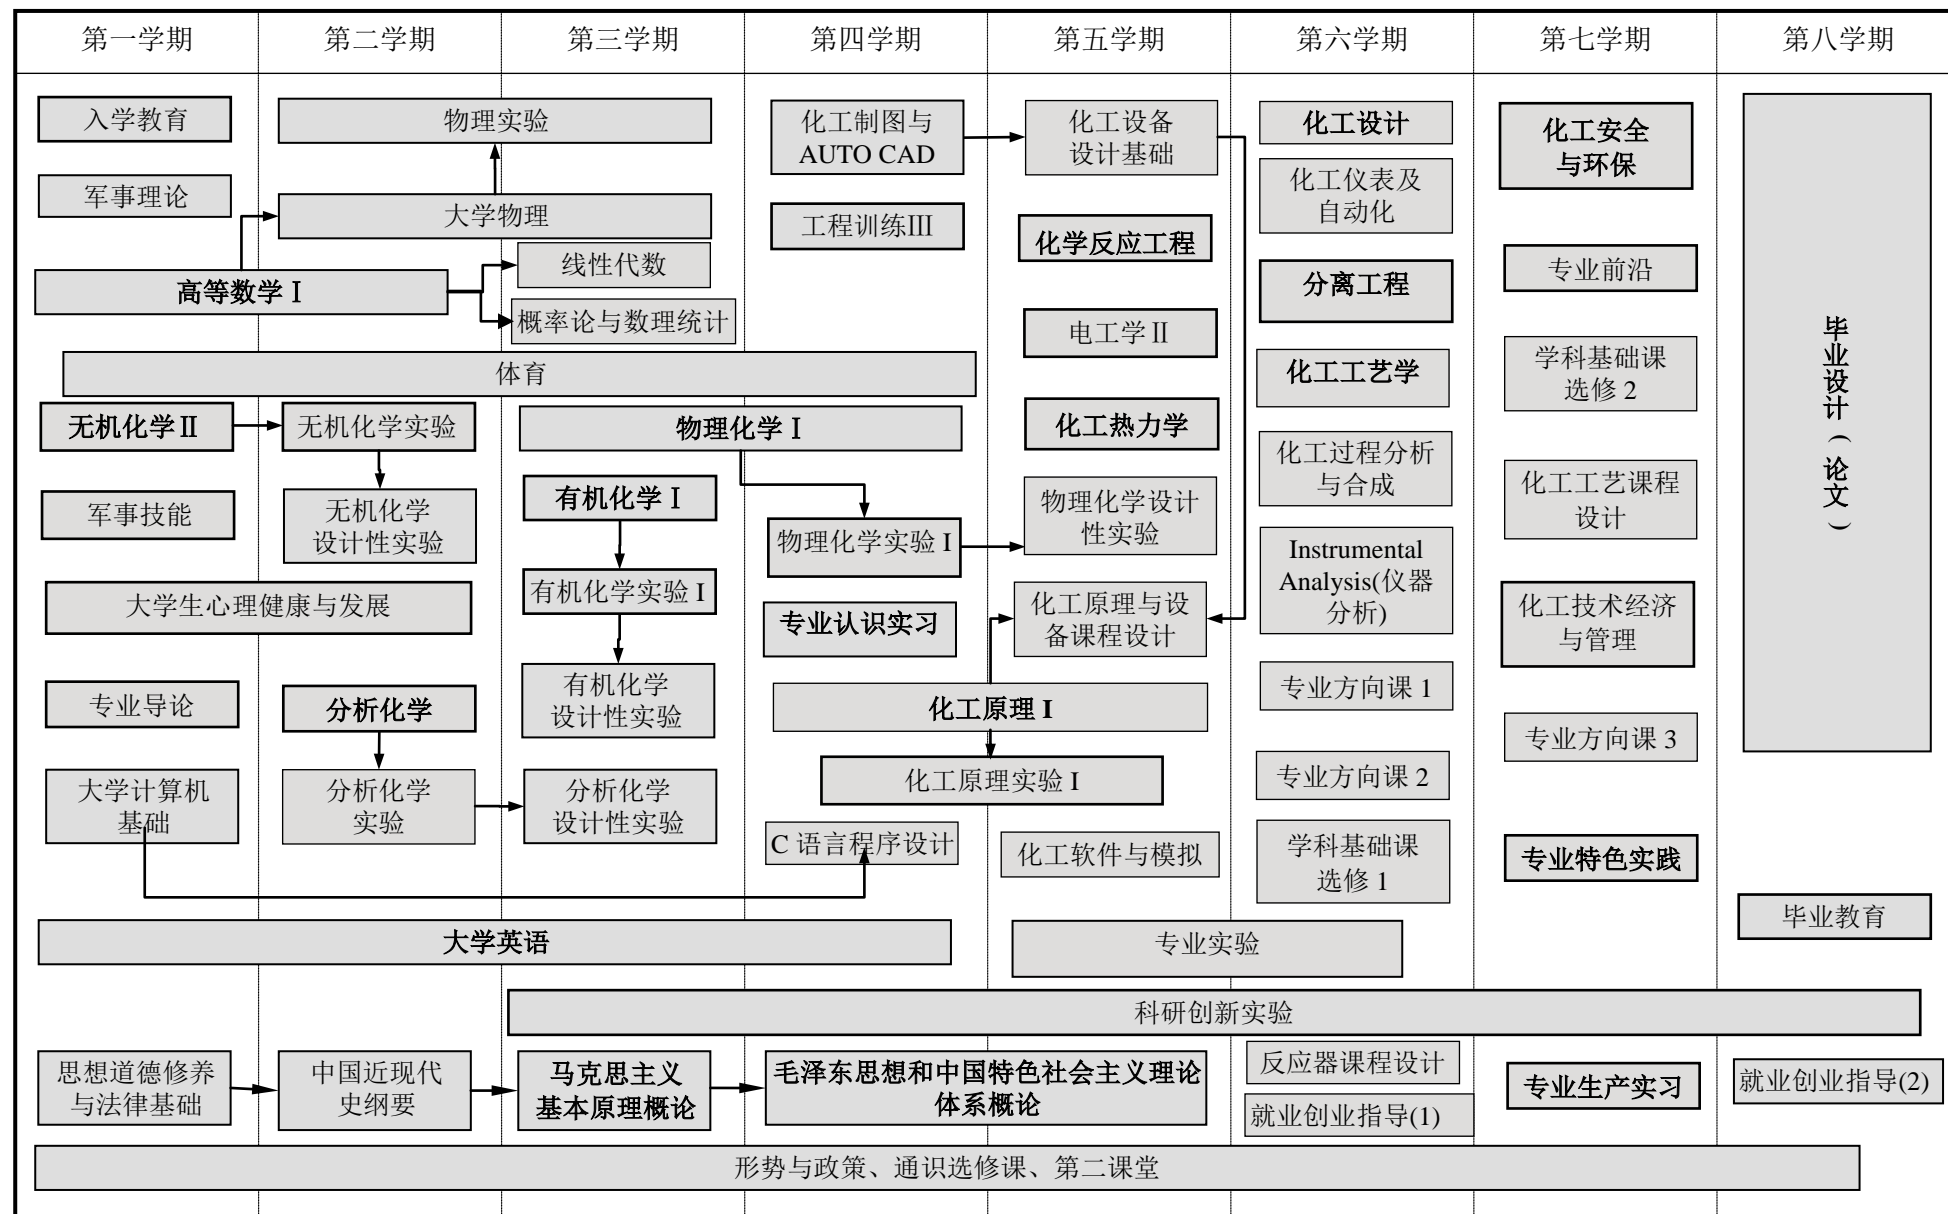 第一学期
第二学期
第三学期
第四学期
第五学期
第六学期
第七学期
第八学期
入学教育
军事理论
高等数学 I
无机化学 II
军事技能
大学生心理健康与发展
专业导论
大学计算机
基础
大学英语
思想道德修养
与法律基础
形势与政策、通识选修课、第二课堂
物理实验
大学物理
体育
无机化学实验
无机化学
设计性实验
分析化学
分析化学
实验
中国近现代
史纲要
线性代数
概率论与数理统计
物理化学 I
有机化学 I
有机化学实验 I
有机化学
设计性实验
分析化学
设计性实验
科研创新实验
马克思主义
基本原理概论
化工制图与
AUTO CAD
工程训练III
物理化学实验 I
专业认识实习
化工原理 I
化工原理实验 I
C 语言程序设计
毛泽东思想和中国特色社会主义理论
体系概论
化工设备
设计基础
化学反应工程
电工学 II
化工热力学
物理化学设计
性实验
化工原理与设
备课程设计
化工软件与模拟
专业实验
化工设计
化工仪表及
自动化
分离工程
化工工艺学
化工过程分析
与合成
Instrumental
Analysis(仪器
分析)
专业方向课 1
专业方向课 2
学科基础课
选修 1
反应器课程设计
就业创业指导(1)
化工安全
与环保
专业前沿
学科基础课
选修 2
化工工艺课程
设计
化工技术经济
与管理
专业方向课 3
专业特色实践
专业生产实习
毕业设计(论文)
毕业教育
就业创业指导(2)